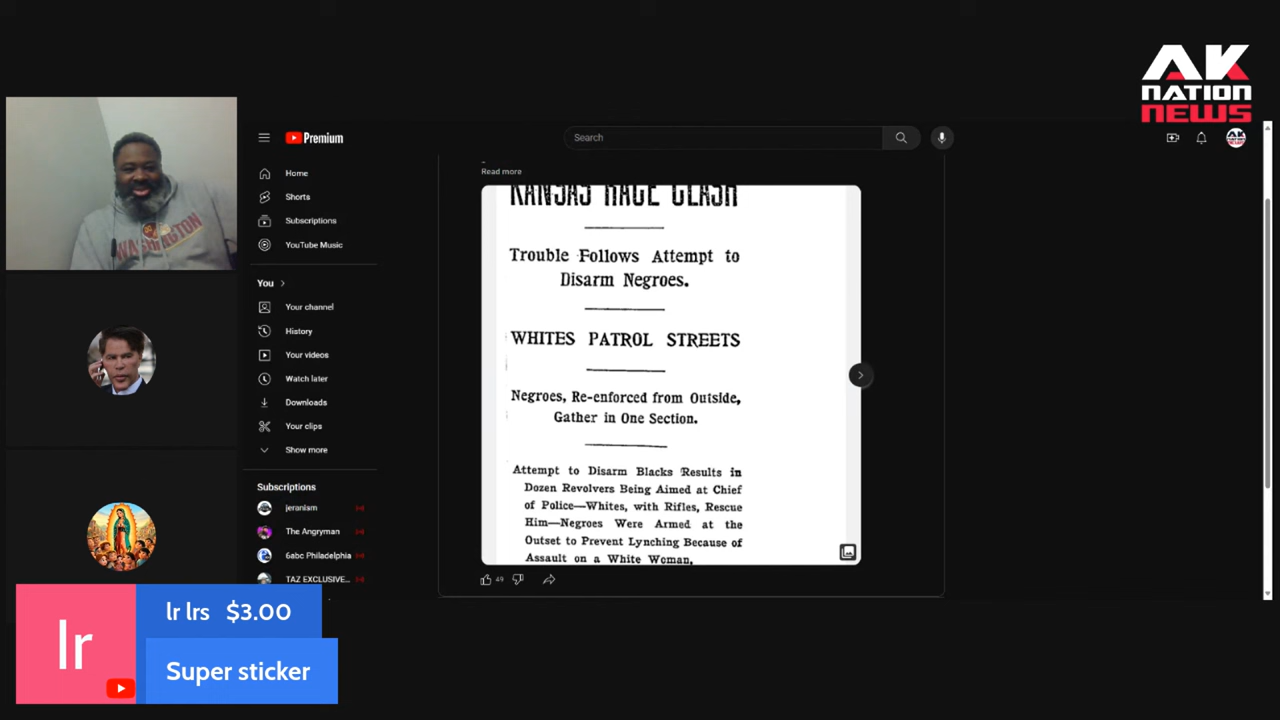 AK
NATION
NEWS
Premium
Search
Home
Shorts
Subscriptions
YouTube Music
You
Your channel
History
Your videos
Watch later
Downloads
Your clips
Show more
Subscriptions
jeranism
The Angryman
6abc Philadelphia
TAZ EXCLUSIVE...
WASHINGTON
Read more
KANSAS RACE CLASH
Trouble Follows Attempt to
Disarm Negroes.
WHITES PATROL STREETS
Negroes, Re-enforced from Outside,
Gather in One Section.
Attempt to Disarm Blacks Results in
Dozen Revolvers Being Aimed at Chief
of Police—Whites, with Rifles, Rescue
Him—Negroes Were Armed at the
Outset to Prevent Lynching Because of
Assault on a White Woman.
49
lr
lr lrs $3.00
Super sticker